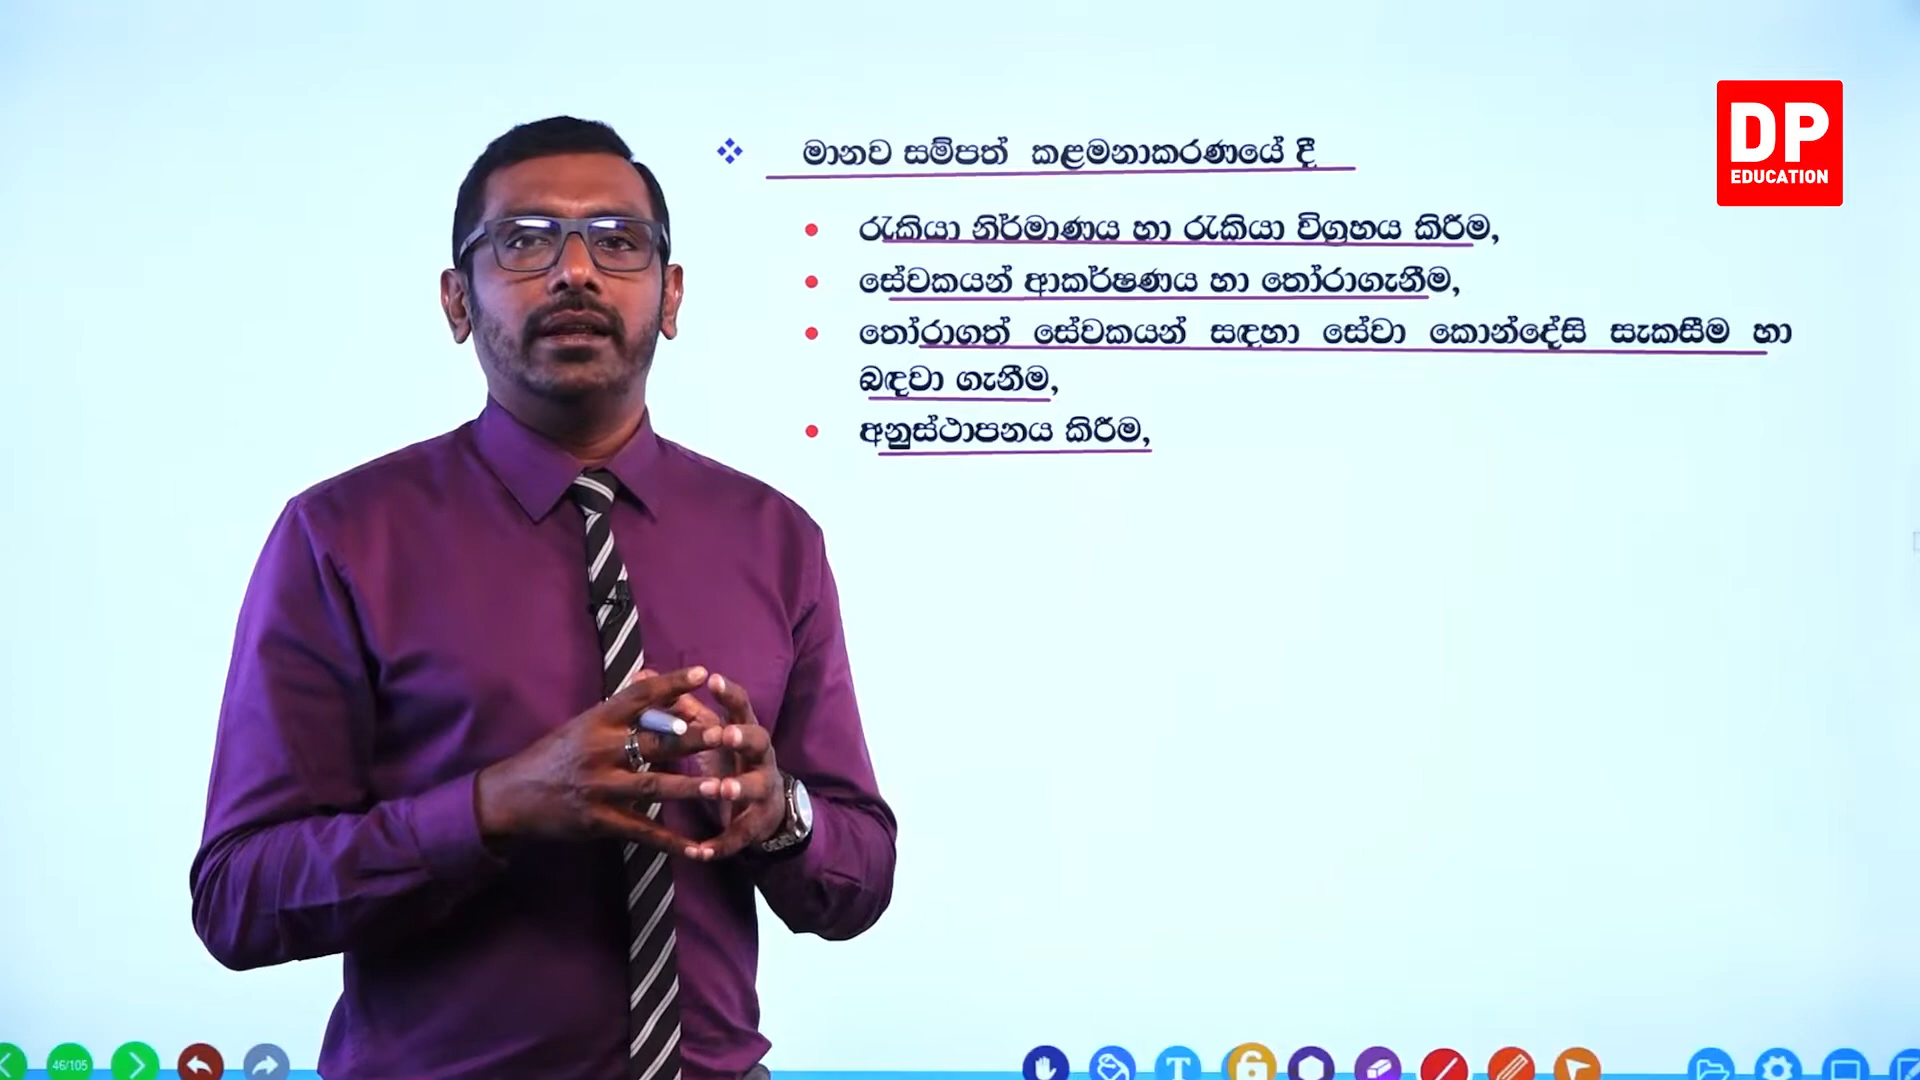 DP
EDUCATION
මානව සම්පත් කළමනාකරණයේ දී
රැකියා නිර්මාණය හා රැකියා විග්‍රහය කිරීම,
සේවකයන් ආකර්ෂණය හා තෝරාගැනීම,
තෝරාගත් සේවකයන් සඳහා සේවා කොන්දේසි සැකසීම හා
බඳවා ගැනීම,
අනුස්ථාපනය කිරීම,
46/105